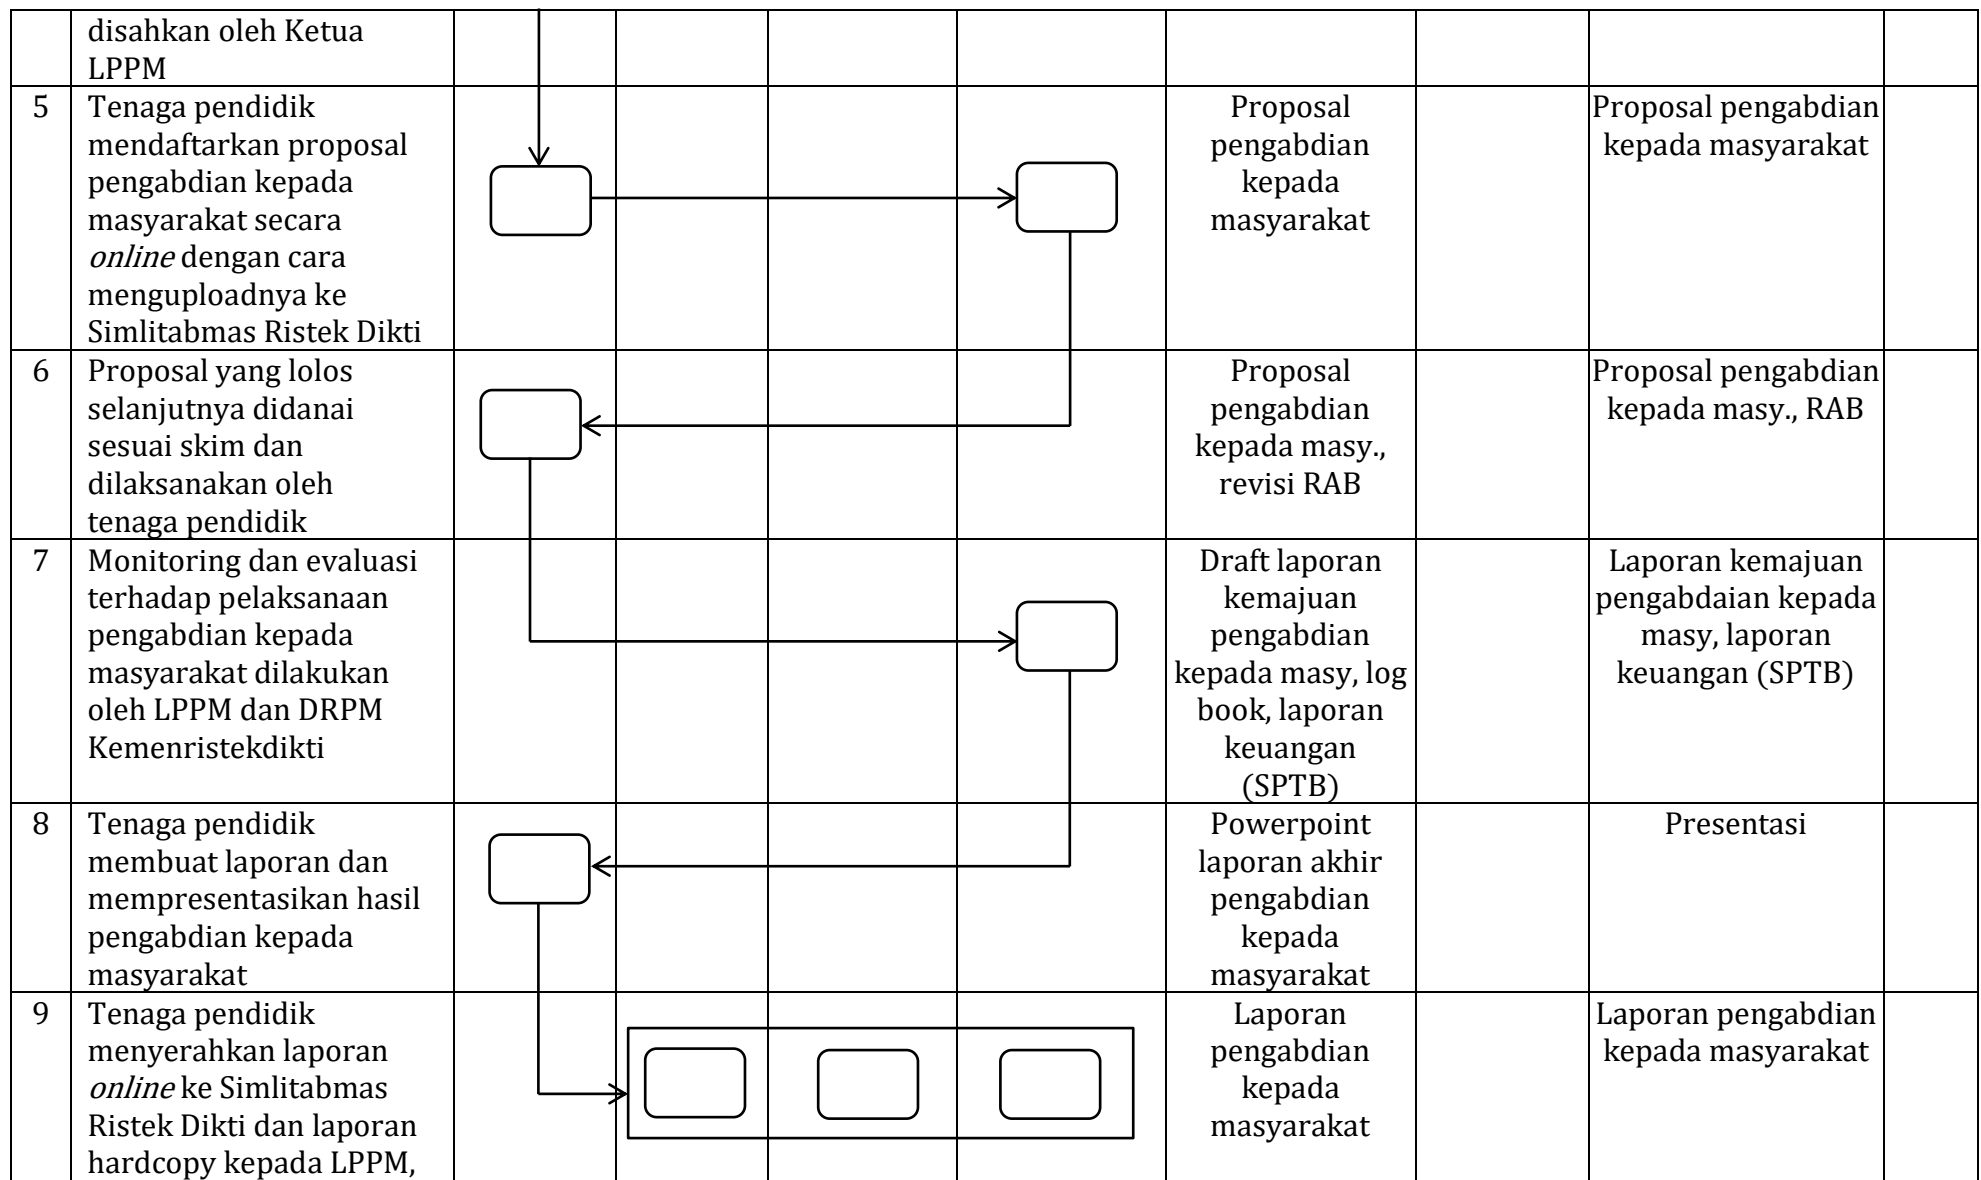 disahkan oleh Ketua
LPPM
5
Tenaga pendidik
mendaftarkan proposal
pengabdian kepada
masyarakat secara
online dengan cara
menguploadnya ke
Simlitabmas Ristek Dikti
Proposal
pengabdian
kepada
masyarakat
Proposal pengabdian
kepada masyarakat
6
Proposal yang lolos
selanjutnya didanai
sesuai skim dan
dilaksanakan oleh
tenaga pendidik
Proposal
pengabdian
kepada masy.,
revisi RAB
Proposal pengabdian
kepada masy., RAB
7
Monitoring dan evaluasi
terhadap pelaksanaan
pengabdian kepada
masyarakat dilakukan
oleh LPPM dan DRPM
Kemenristekdikti
Draft laporan
kemajuan
pengabdian
kepada masy, log
book, laporan
keuangan
(SPTB)
Laporan kemajuan
pengabdaian kepada
masy, laporan
keuangan (SPTB)
8
Tenaga pendidik
membuat laporan dan
mempresentasikan hasil
pengabdian kepada
masyarakat
Powerpoint
laporan akhir
pengabdian
kepada
masyarakat
Presentasi
9
Tenaga pendidik
menyerahkan laporan
online ke Simlitabmas
Ristek Dikti dan laporan
hardcopy kepada LPPM,
Laporan
pengabdian
kepada
masyarakat
Laporan pengabdian
kepada masyarakat